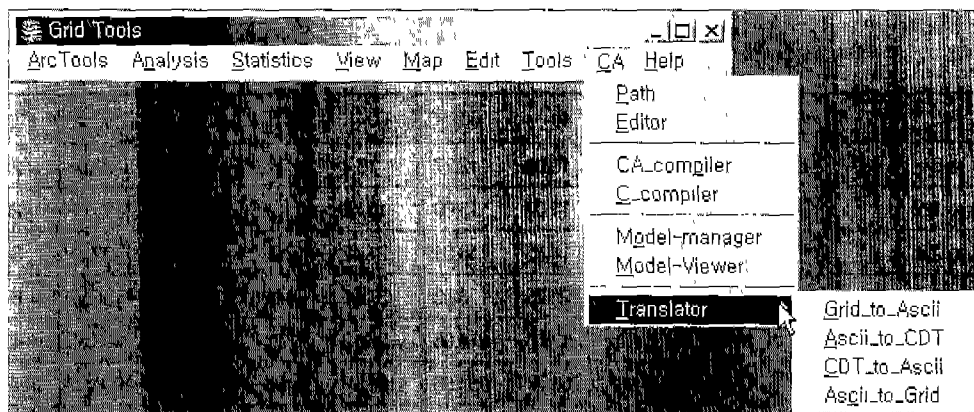 Grid Tools
ArcTools Analysis Statistics View Map Edit Tools CA Help
Path
Editor
CA_compiler
C_compiler
Model-manager
Model-Viewer
Translator
Grid_to_Ascii
Ascii_to_CDT
CDT_to_Ascii
Ascii_to_Grid